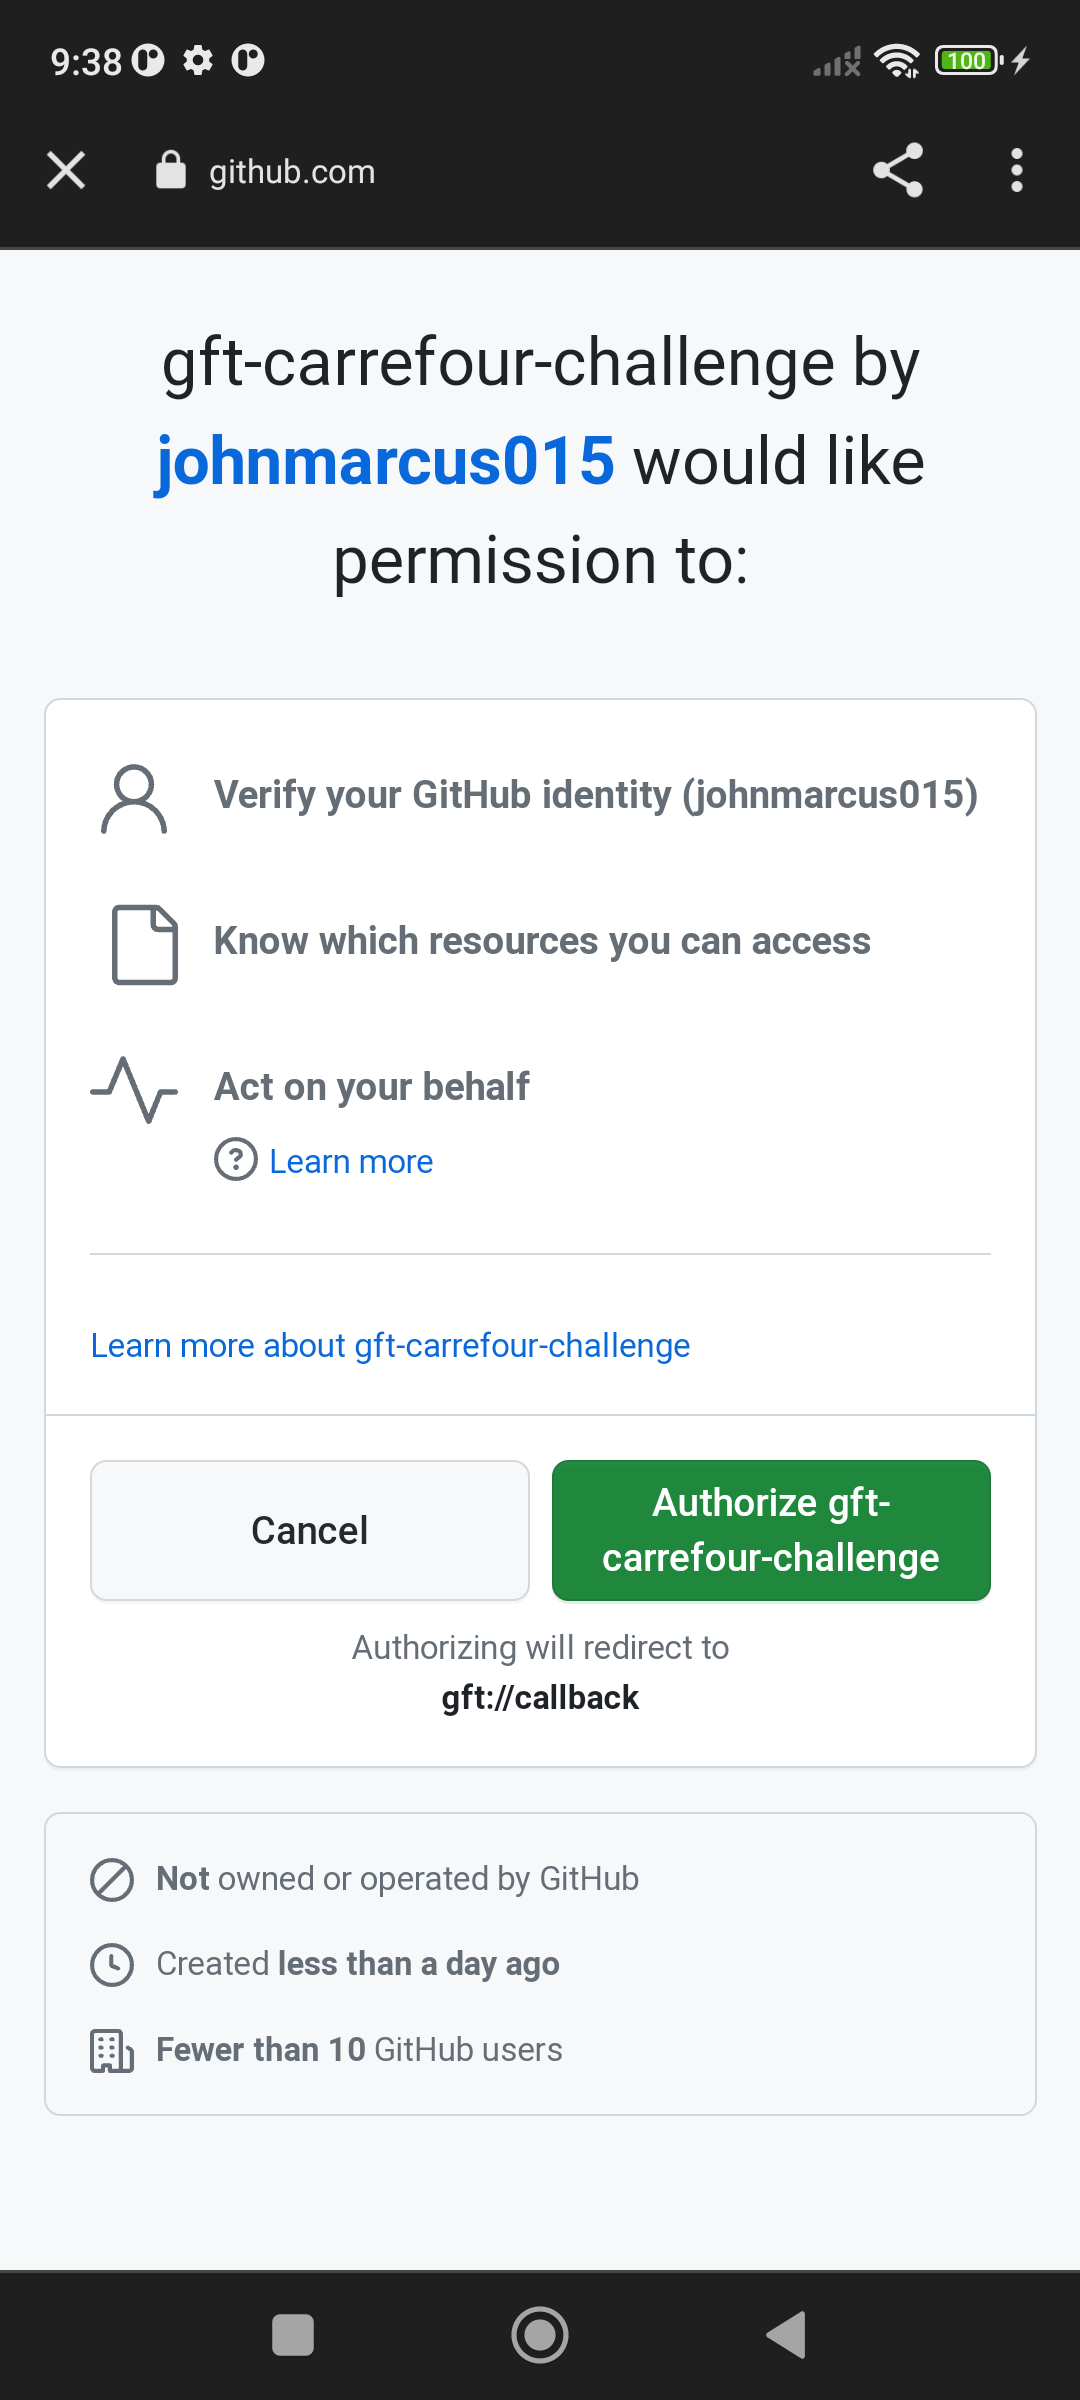 9:38
100
github.com
gft-carrefour-challenge by
johnmarcus015 would like
permission to:
Verify your GitHub identity (johnmarcus015)
Know which resources you can access
Act on your behalf
? Learn more
Learn more about gft-carrefour-challenge
Cancel
Authorize gft-
carrefour-challenge
Authorizing will redirect to
gft://callback
Not owned or operated by GitHub
Created less than a day ago
Fewer than 10 GitHub users